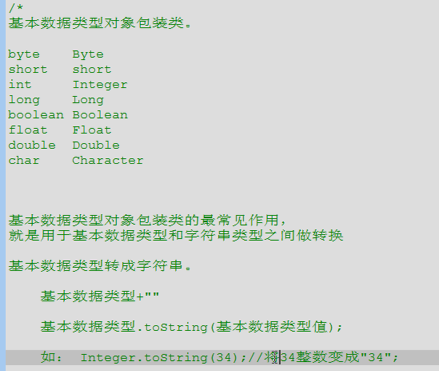 /*
基本数据类型对象包装类。
byte Byte
short short
int Integer
long Long
boolean Boolean
float Float
double Double
char Character
基本数据类型对象包装类的最常见作用，
就是用于基本数据类型和字符串类型之间做转换
基本数据类型转成字符串。
基本数据类型+""
基本数据类型.toString(基本数据类型值);
如： Integer.toString(34);//将34整数变成"34";